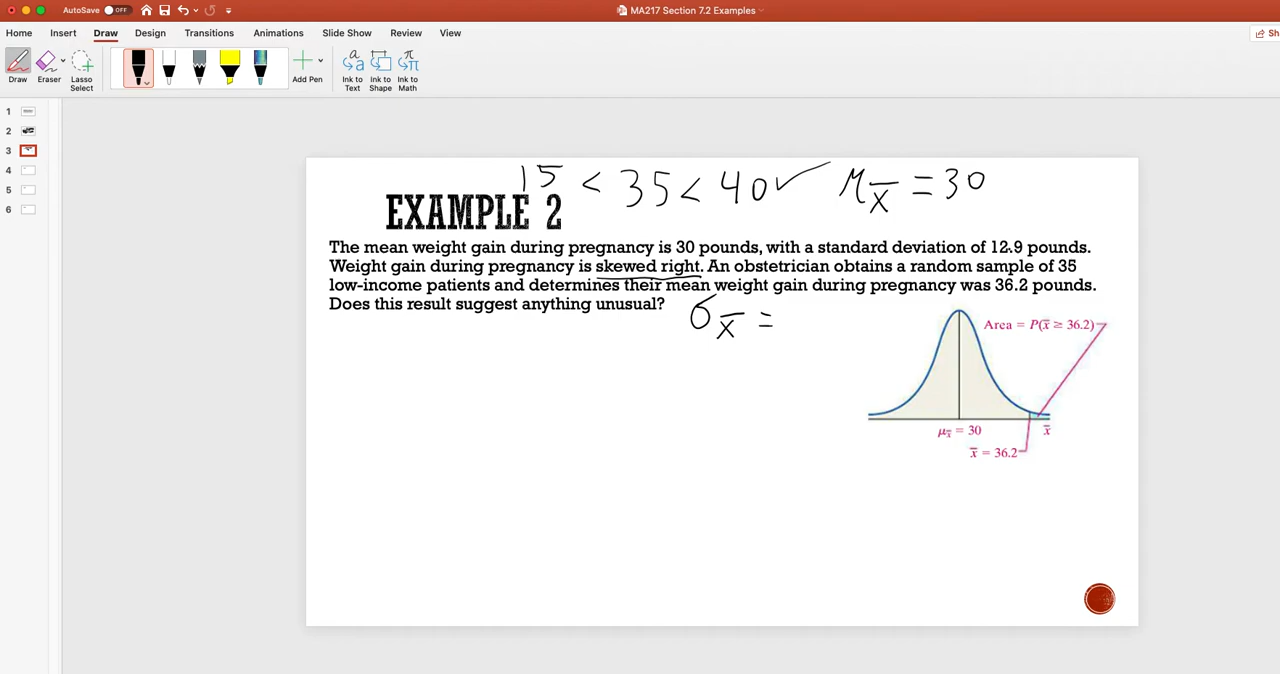 AutoSave OFF
MA217 Section 7.2 Examples
Home Insert Draw Design Transitions Animations Slide Show Review View
Sh
Draw Eraser Lasso Select Add Pen Ink to Text Ink to Shape Ink to Math
1
2
3
4
5
6
15 < 35 < 40 ✓ μx̅ = 30
EXAMPLE 2
The mean weight gain during pregnancy is 30 pounds, with a standard deviation of 12.9 pounds.
Weight gain during pregnancy is skewed right. An obstetrician obtains a random sample of 35
low-income patients and determines their mean weight gain during pregnancy was 36.2 pounds.
Does this result suggest anything unusual?
σx̅ =
Area = P(x̅ ≥ 36.2)
μx̅ = 30
x̅
x̅ = 36.2